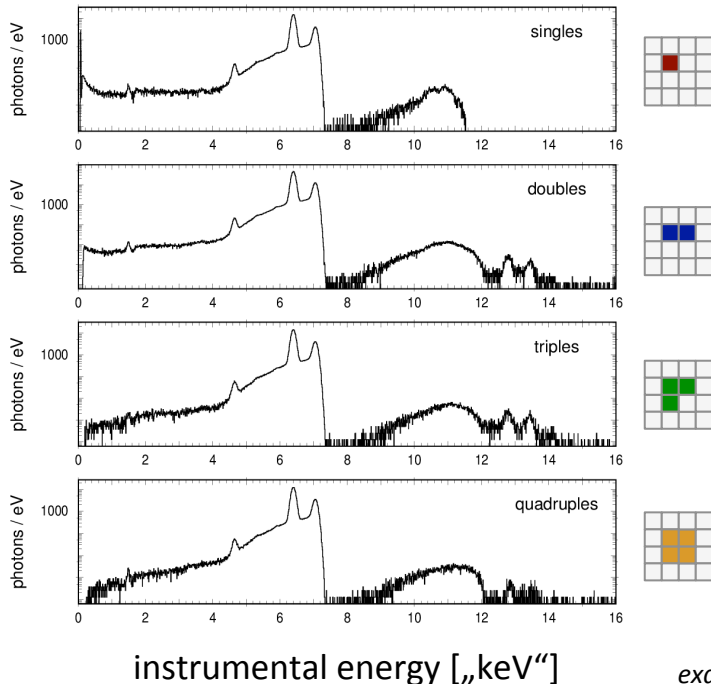 photons / eV
1000
singles
0 2 4 6 8 10 12 14 16
photons / eV
1000
doubles
0 2 4 6 8 10 12 14 16
photons / eV
1000
triples
0 2 4 6 8 10 12 14 16
photons / eV
1000
quadruples
0 2 4 6 8 10 12 14 16
instrumental energy [„keV“]